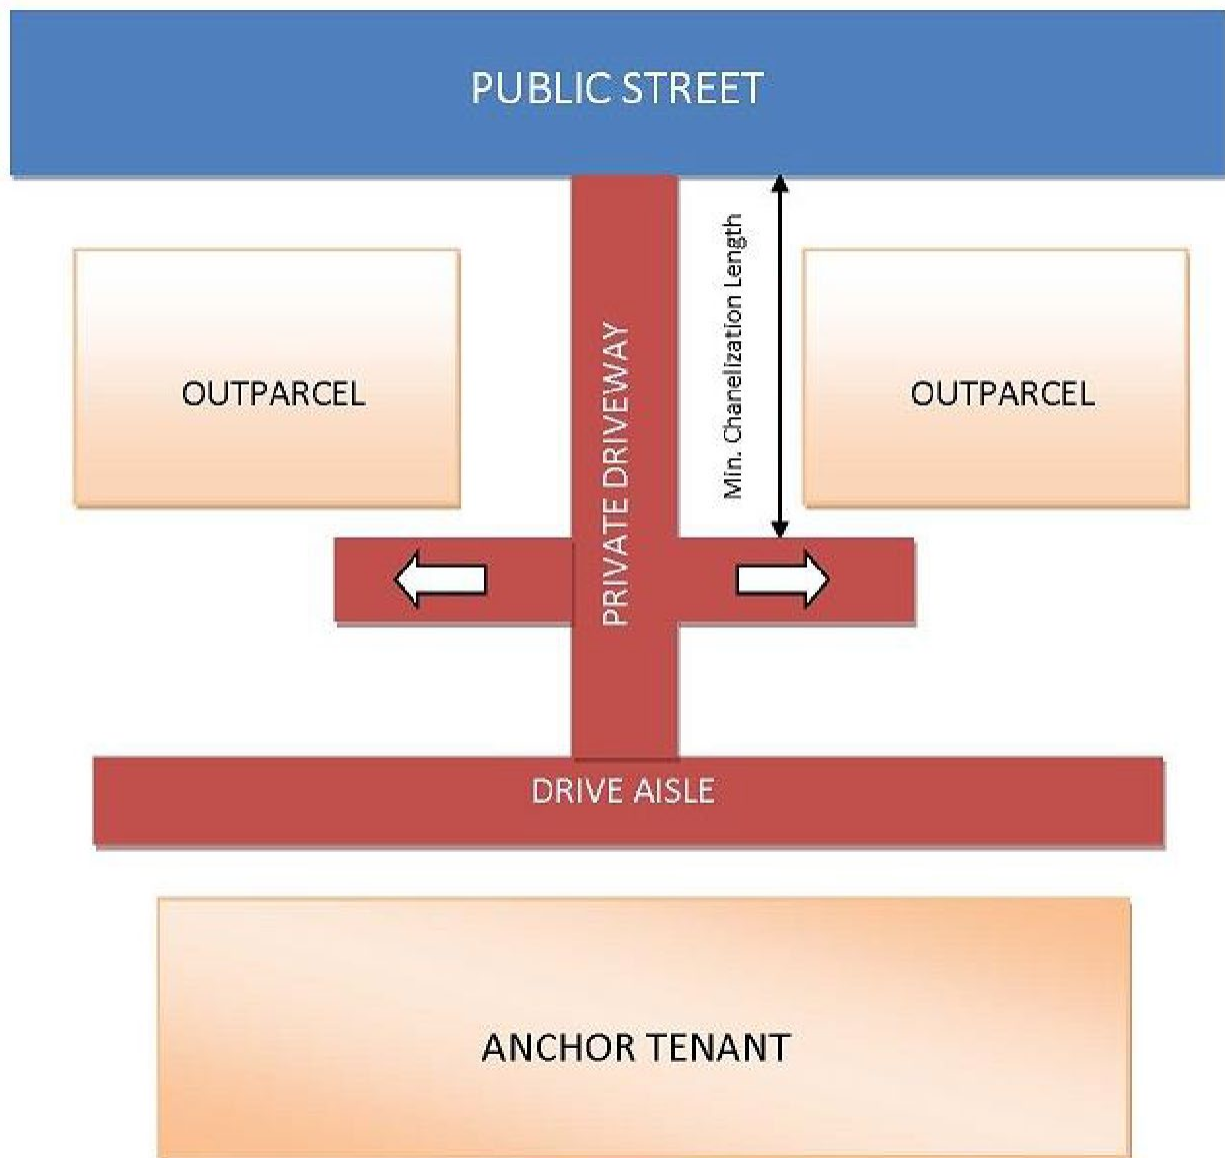 PUBLIC STREET
OUTPARCEL
PRIVATE DRIVEWAY
Min. Chanelization Length
OUTPARCEL
DRIVE AISLE
ANCHOR TENANT